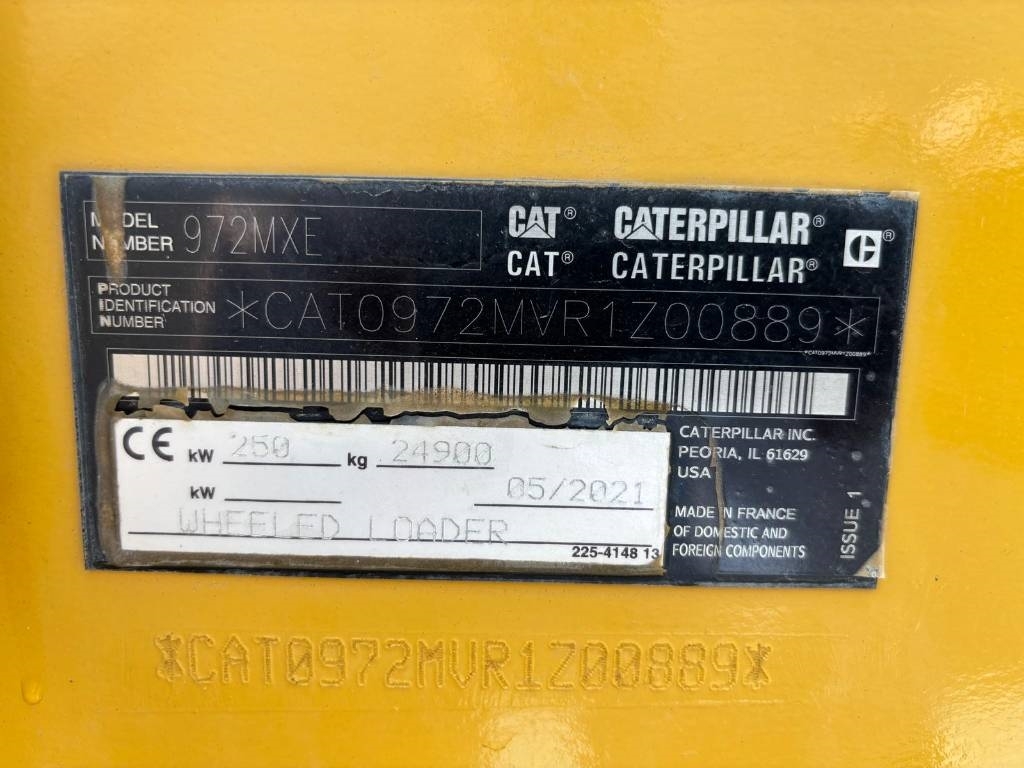 MODEL
NUMBER 972MXE
CAT® CATERPILLAR®
CAT® CATERPILLAR®
C®
PRODUCT
IDENTIFICATION
NUMBER *CAT0972MVR1Z00889*
*CAT0972MVR1Z00889*
CE kW 250 kg 24900
kW 05/2021
WHEELED LOADER
225-4148 13
CATERPILLAR INC.
PEORIA, IL 61629
USA
MADE IN FRANCE
OF DOMESTIC AND
FOREIGN COMPONENTS
ISSUE 1
*CAT0972MVR1Z00889*